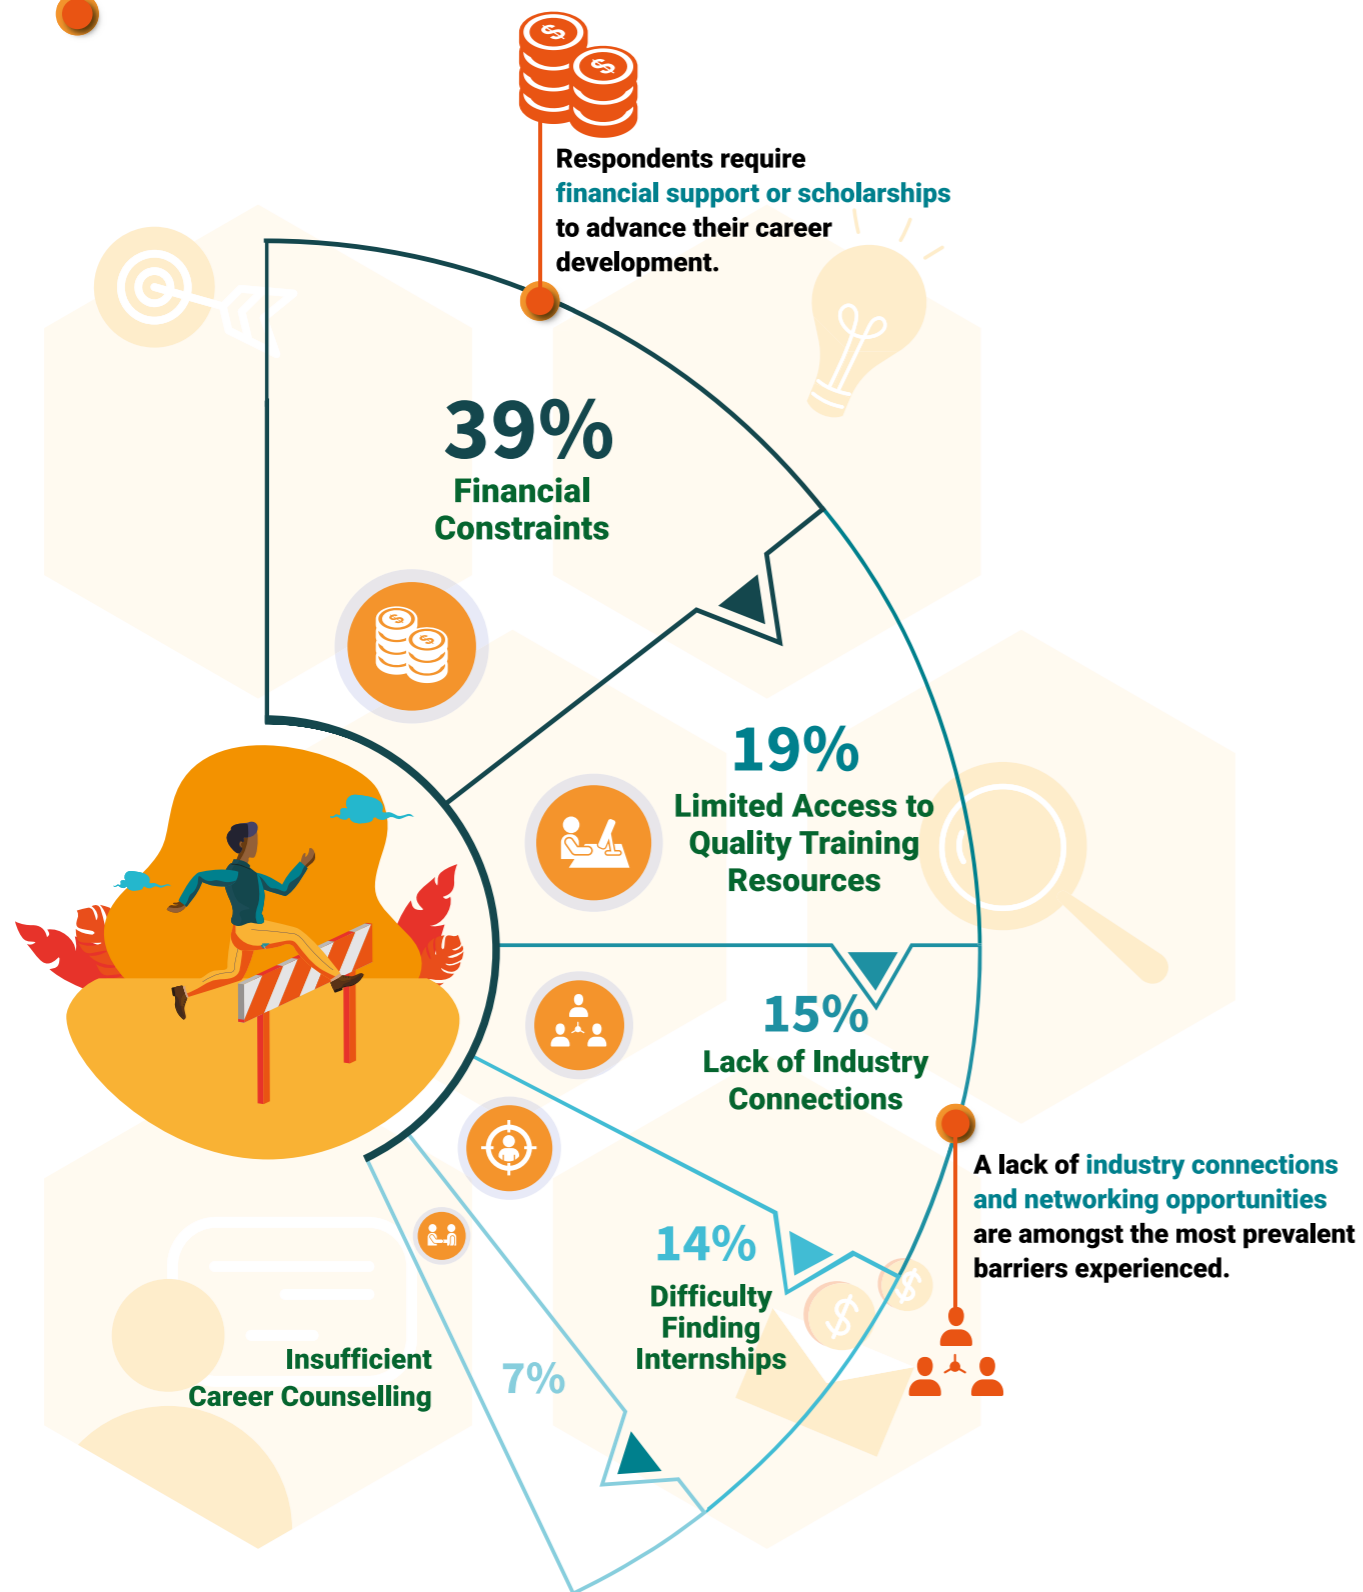 Respondents require
financial support or scholarships
to advance their career
development.
39%
Financial
Constraints
19%
Limited Access to
Quality Training
Resources
15%
Lack of Industry
Connections
A lack of industry connections
and networking opportunities
are amongst the most prevalent
barriers experienced.
14%
Difficulty
Finding
Internships
7%
Insufficient
Career Counselling